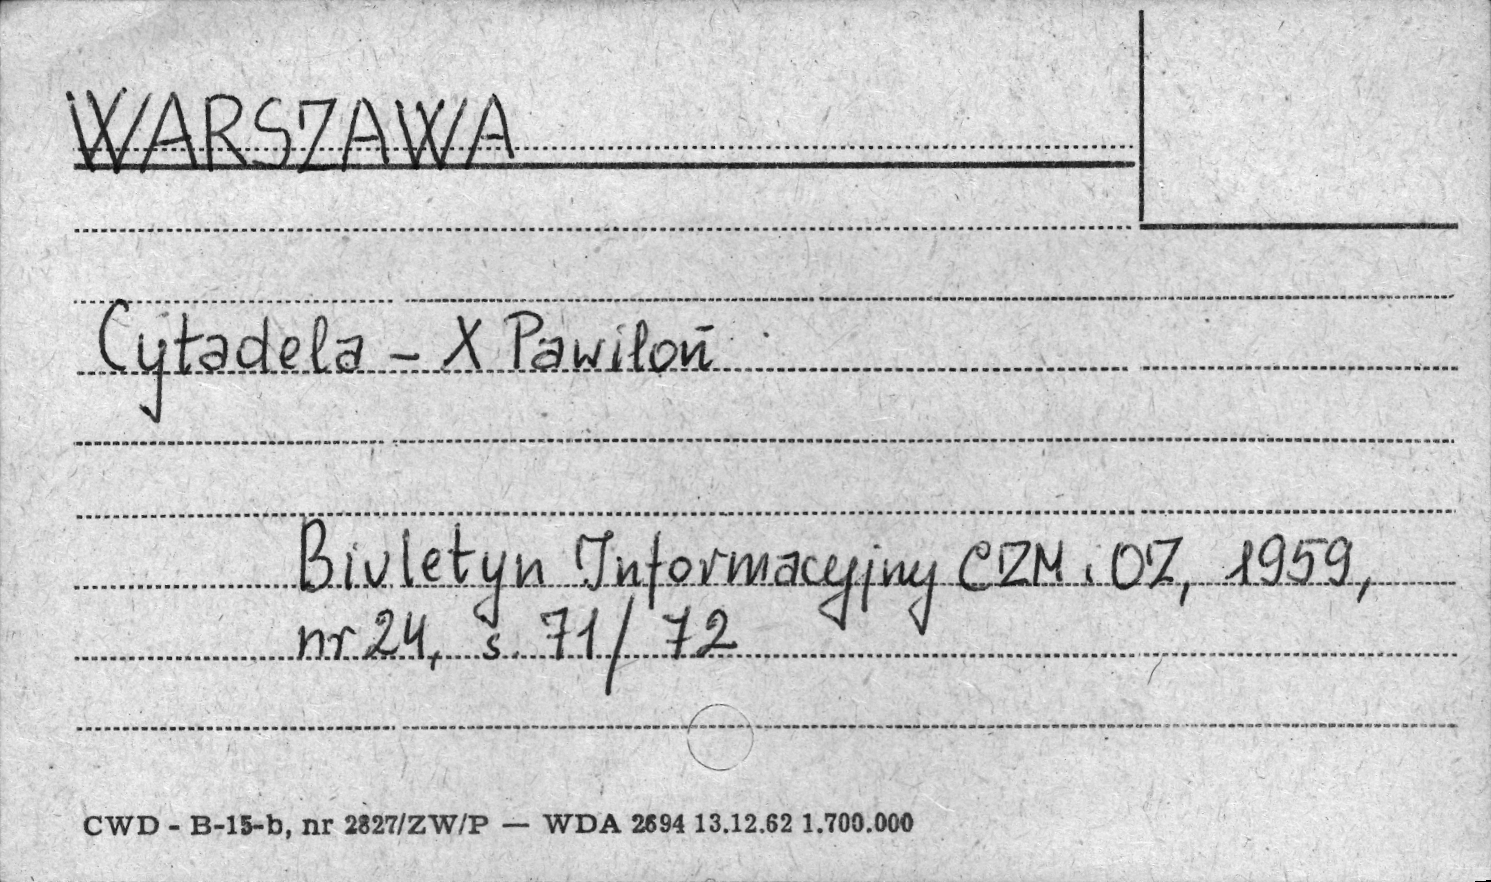 WARSZAWA
Cytadela - X Pawiloń
Biuletyn Informacyjny CZM i OZ, 1959,
nr 24, s. 71/72
CWD - B-15-b, nr 2827/ZW/P — WDA 2694 13.12.62 1.700.000